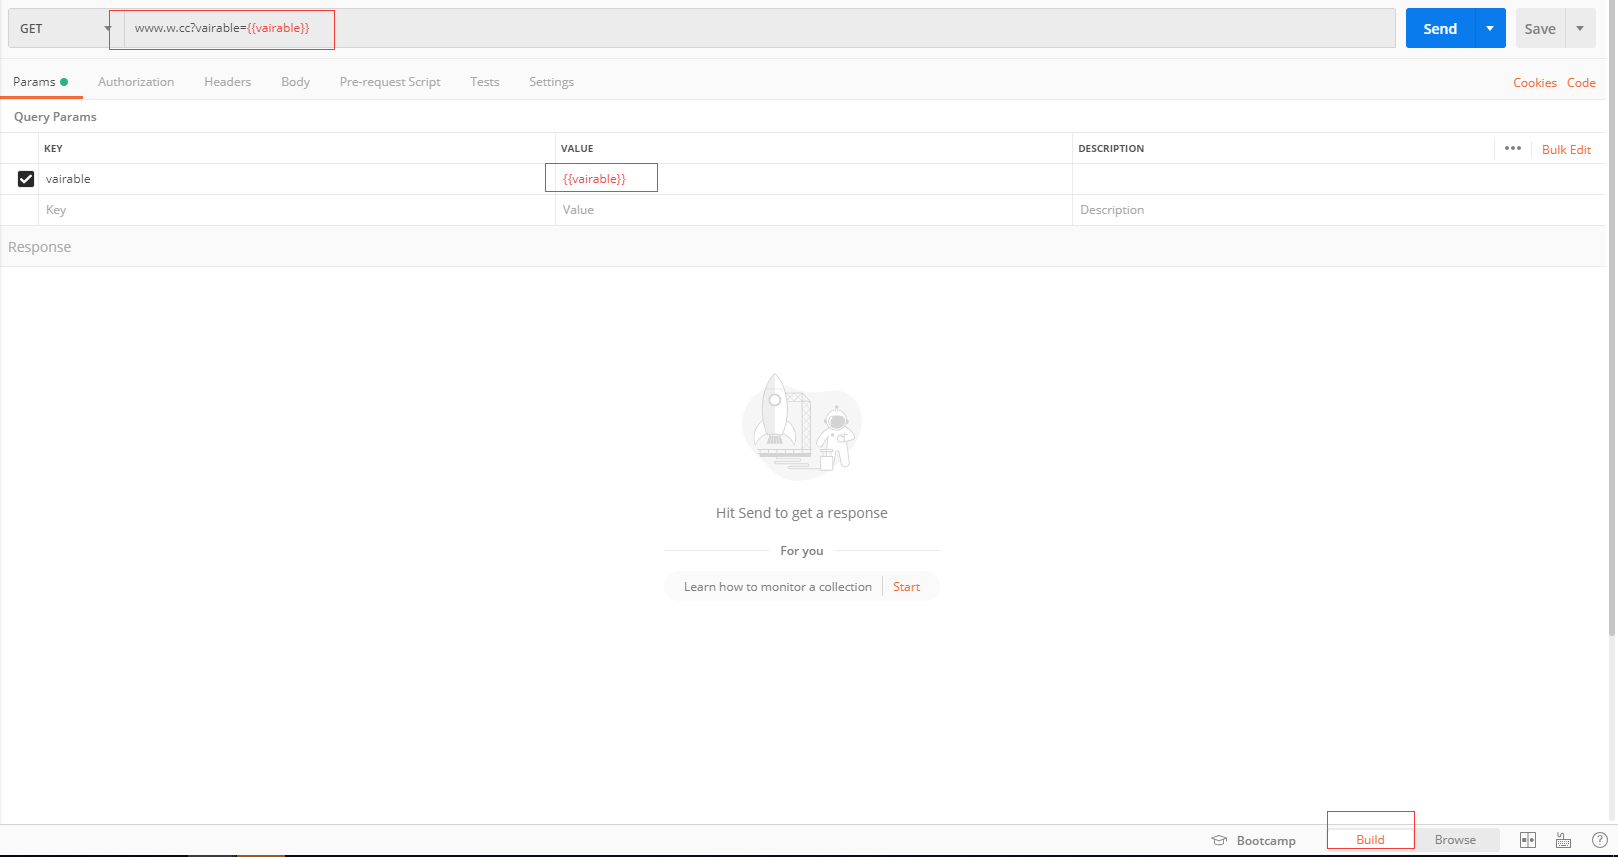 GET www.w.cc?vairable={{vairable}} Send Save
Params Authorization Headers Body Pre-request Script Tests Settings Cookies Code
Query Params
KEY VALUE DESCRIPTION ••• Bulk Edit
vairable {{vairable}}
Key Value Description
Response
Hit Send to get a response
For you
Learn how to monitor a collection Start
Bootcamp Build Browse